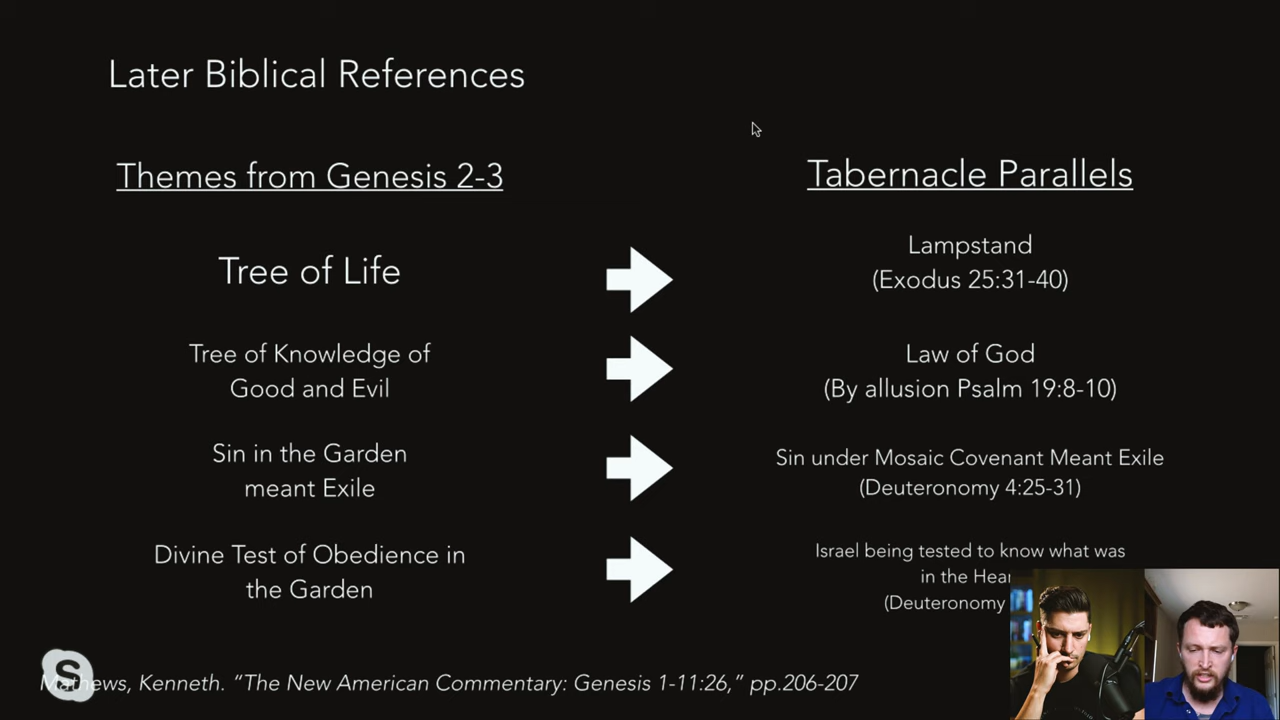 Later Biblical References
Themes from Genesis 2-3
Tabernacle Parallels
Tree of Life
Lampstand
(Exodus 25:31-40)
Tree of Knowledge of
Good and Evil
Law of God
(By allusion Psalm 19:8-10)
Sin in the Garden
meant Exile
Sin under Mosaic Covenant Meant Exile
(Deuteronomy 4:25-31)
Divine Test of Obedience in
the Garden
Israel being tested to know what was
in the
(Deuteronomy
S
Mathews, Kenneth. “The New American Commentary: Genesis 1-11:26,” pp.206-207